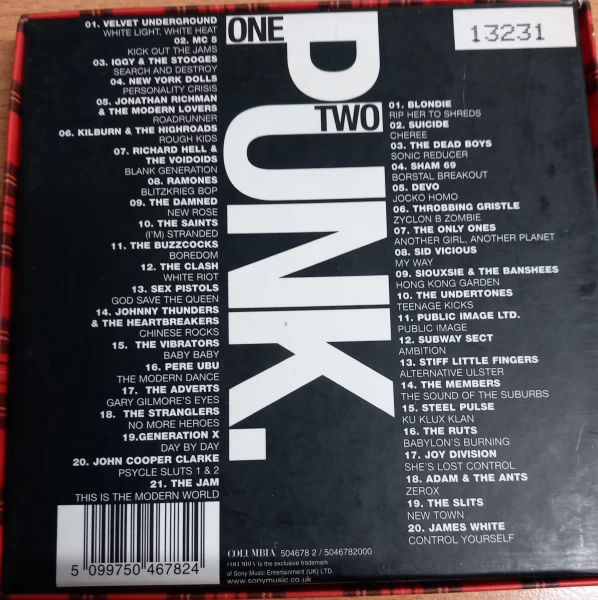 ONE
01. VELVET UNDERGROUND
WHITE LIGHT, WHITE HEAT
02. MC 5
KICK OUT THE JAMS
03. IGGY & THE STOOGES
SEARCH AND DESTROY
04. NEW YORK DOLLS
PERSONALITY CRISIS
05. JONATHAN RICHMAN
& THE MODERN LOVERS
ROADRUNNER
06. KILBURN & THE HIGHROADS
ROUGH KIDS
07. RICHARD HELL &
THE VOIDOIDS
BLANK GENERATION
08. RAMONES
BLITZKRIEG BOP
09. THE DAMNED
NEW ROSE
10. THE SAINTS
(I'M) STRANDED
11. THE BUZZCOCKS
BOREDOM
12. THE CLASH
WHITE RIOT
13. SEX PISTOLS
GOD SAVE THE QUEEN
14. JOHNNY THUNDERS
& THE HEARTBREAKERS
CHINESE ROCKS
15. THE VIBRATORS
BABY BABY
16. PERE UBU
THE MODERN DANCE
17. THE ADVERTS
GARY GILMORE'S EYES
18. THE STRANGLERS
NO MORE HEROES
19.GENERATION X
DAY BY DAY
20. JOHN COOPER CLARKE
PSYCLE SLUTS 1 & 2
21. THE JAM
THIS IS THE MODERN WORLD
PUNK.
13231
TWO
01. BLONDIE
RIP HER TO SHREDS
02. SUICIDE
CHEREE
03. THE DEAD BOYS
SONIC REDUCER
04. SHAM 69
BORSTAL BREAKOUT
05. DEVO
JOCKO HOMO
06. THROBBING GRISTLE
ZYCLON B ZOMBIE
07. THE ONLY ONES
ANOTHER GIRL, ANOTHER PLANET
08. SID VICIOUS
MY WAY
09. SIOUXSIE & THE BANSHEES
HONG KONG GARDEN
10. THE UNDERTONES
TEENAGE KICKS
11. PUBLIC IMAGE LTD.
PUBLIC IMAGE
12. SUBWAY SECT
AMBITION
13. STIFF LITTLE FINGERS
ALTERNATIVE ULSTER
14. THE MEMBERS
THE SOUND OF THE SUBURBS
15. STEEL PULSE
KU KLUX KLAN
16. THE RUTS
BABYLON'S BURNING
17. JOY DIVISION
SHE'S LOST CONTROL
18. ADAM & THE ANTS
ZEROX
19. THE SLITS
NEW TOWN
20. JAMES WHITE
CONTROL YOURSELF
5 099750 467824
COLUMBIA 504678 2 / 5046782000
COLUMBIA is the exclusive trademark
of Sony Music Entertainment (UK) LTD.
www.sonymusic.co.uk